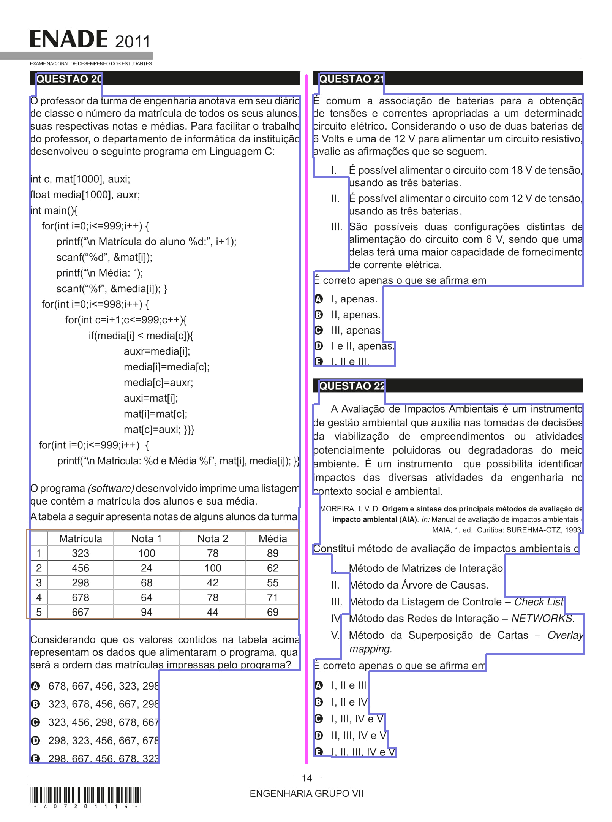 ENADE 2011
EXAME NACIONAL DE DESEMPENHO DOS ESTUDANTES
QUESTÃO 20
O professor da turma de engenharia anotava em seu diário
de classe o número da matrícula de todos os seus alunos,
suas respectivas notas e médias. Para facilitar o trabalho
do professor, o departamento de informática da instituição
desenvolveu o seguinte programa em Linguagem C:
int c, mat[1000], auxi;
float media[1000], auxr;
int main(){
for(int i=0;i<=999;i++) {
printf("\n Matrícula do aluno %d:", i+1);
scanf("%d", &mat[i]);
printf("\n Média: ");
scanf("%f", &media[i]); }
for(int i=0;i<=998;i++) {
for(int c=i+1;c<=999;c++){
if(media[i] < media[c]){
auxr=media[i];
media[i]=media[c];
media[c]=auxr;
auxi=mat[i];
mat[i]=mat[c];
mat[c]=auxi; }}}
for(int i=0;i<=999;i++) {
printf("\n Matricula: %d e Média %f", mat[i], media[i]); }}
O programa (software) desenvolvido imprime uma listagem
que contém a matrícula dos alunos e sua média.
A tabela a seguir apresenta notas de alguns alunos da turma.
Matrícula Nota 1 Nota 2 Média
1 323 100 78 89
2 456 24 100 62
3 298 68 42 55
4 678 64 78 71
5 667 94 44 69
Considerando que os valores contidos na tabela acima
representam os dados que alimentaram o programa, qual
será a ordem das matrículas impressas pelo programa?
A 678, 667, 456, 323, 298
B 323, 678, 456, 667, 298
C 323, 456, 298, 678, 667
D 298, 323, 456, 667, 678
E 298, 667, 456, 678, 323
QUESTÃO 21
É comum a associação de baterias para a obtenção
de tensões e correntes apropriadas a um determinado
circuito elétrico. Considerando o uso de duas baterias de
6 Volts e uma de 12 V para alimentar um circuito resistivo,
avalie as afirmações que se seguem.
I. É possível alimentar o circuito com 18 V de tensão,
usando as três baterias.
II. É possível alimentar o circuito com 12 V de tensão,
usando as três baterias.
III. São possíveis duas configurações distintas de
alimentação do circuito com 6 V, sendo que uma
delas terá uma maior capacidade de fornecimento
de corrente elétrica.
É correto apenas o que se afirma em
A I, apenas.
B II, apenas.
C III, apenas.
D I e II, apenas.
E I, II e III.
QUESTÃO 22
A Avaliação de Impactos Ambientais é um instrumento
de gestão ambiental que auxilia nas tomadas de decisões
da viabilização de empreendimentos ou atividades
potencialmente poluidoras ou degradadoras do meio
ambiente. É um instrumento que possibilita identificar
impactos das diversas atividades da engenharia no
contexto social e ambiental.
MOREIRA, I. V. D. Origem e síntese dos principais métodos de avaliação de
impacto ambiental (AIA). In: Manual de avaliação de impactos ambientais -
MAIA, 1. ed., Curitiba: SUREHMA-GTZ, 1993.
Constitui método de avaliação de impactos ambientais o
I. Método de Matrizes de Interação.
II. Método da Árvore de Causas.
III. Método da Listagem de Controle – Check List.
IV. Método das Redes de Interação – NETWORKS.
V. Método da Superposição de Cartas – Overlay
mapping.
É correto apenas o que se afirma em
A I, II e III.
B I, II e IV.
C I, III, IV e V.
D II, III, IV e V.
E I, II, III, IV e V.
14
ENGENHARIA GRUPO VII